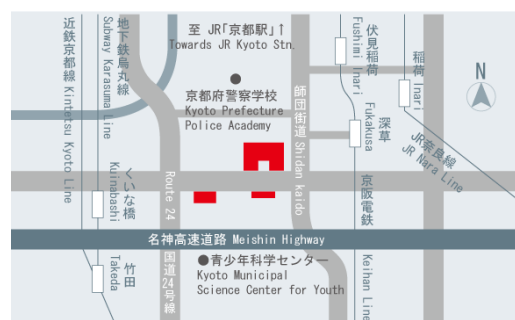 近鉄京都線 Kintetsu Kyoto Line
地下鉄烏丸線
Subway Karasuma Line
至 JR「京都駅」↑
Towards JR Kyoto Stn.
京都府警察学校
Kyoto Prefecture
Police Academy
師団街道 Shidan kaido
伏見稲荷
Fushimi Inari
稲荷 Inari
N
深草
Fukakusa
JR奈良線
JR Nara Line
くいな橋
Kuinabashi
Route 24
国道24号線
京阪電鉄
Keihan Line
名神高速道路 Meishin Highway
竹田
Takeda
●青少年科学センター
Kyoto Municipal
Science Center for Youth